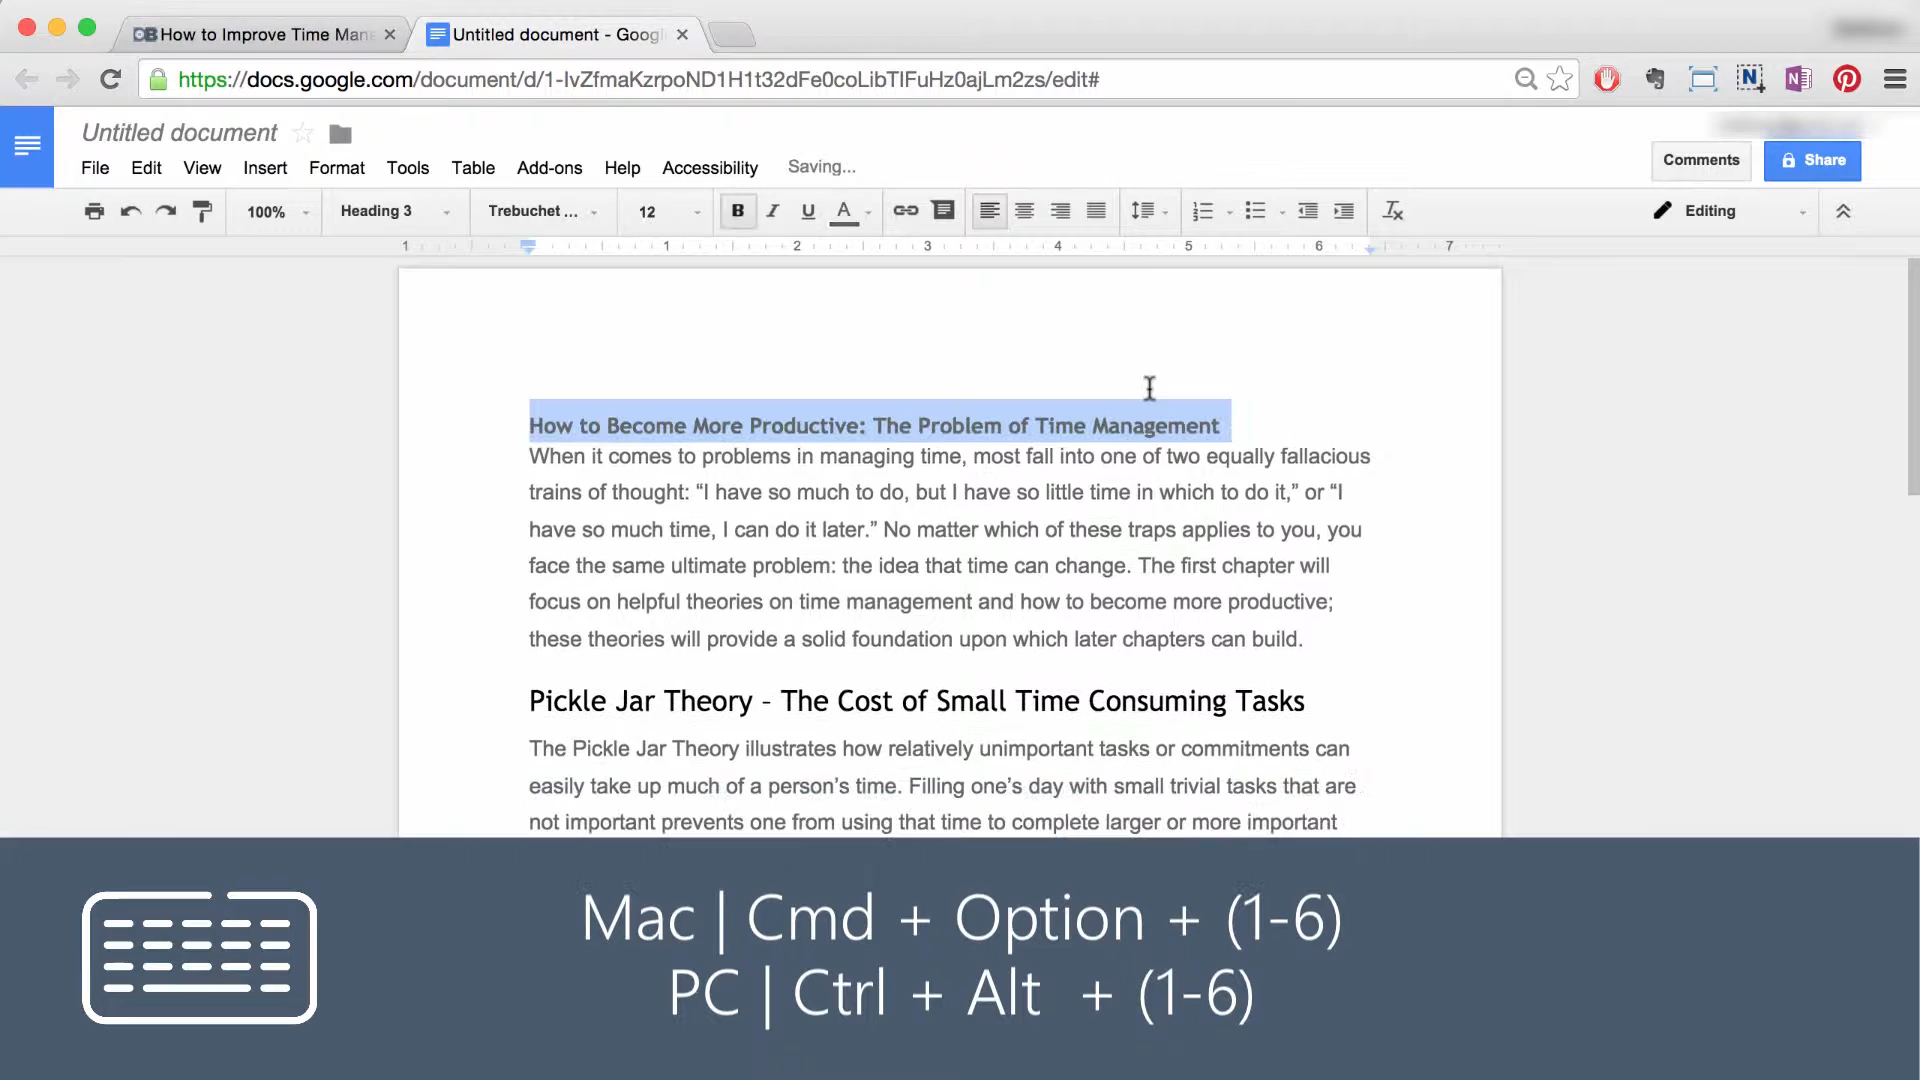 How to Improve Time Man
Untitled document - Goog
https://docs.google.com/document/d/1-IvZfmaKzrpoND1H1t32dFe0coLibTIFuHz0ajLm2zs/edit#
Untitled document
File Edit View Insert Format Tools Table Add-ons Help Accessibility Saving...
Comments
Share
100% Heading 3 Trebuchet ... 12 B I U A Editing
1 1 2 3 4 5 6 7
How to Become More Productive: The Problem of Time Management
When it comes to problems in managing time, most fall into one of two equally fallacious
trains of thought: “I have so much to do, but I have so little time in which to do it,” or “I
have so much time, I can do it later.” No matter which of these traps applies to you, you
face the same ultimate problem: the idea that time can change. The first chapter will
focus on helpful theories on time management and how to become more productive;
these theories will provide a solid foundation upon which later chapters can build.
Pickle Jar Theory - The Cost of Small Time Consuming Tasks
The Pickle Jar Theory illustrates how relatively unimportant tasks or commitments can
easily take up much of a person’s time. Filling one’s day with small trivial tasks that are
not important prevents one from using that time to complete larger or more important
Mac | Cmd + Option + (1-6)
PC | Ctrl + Alt + (1-6)